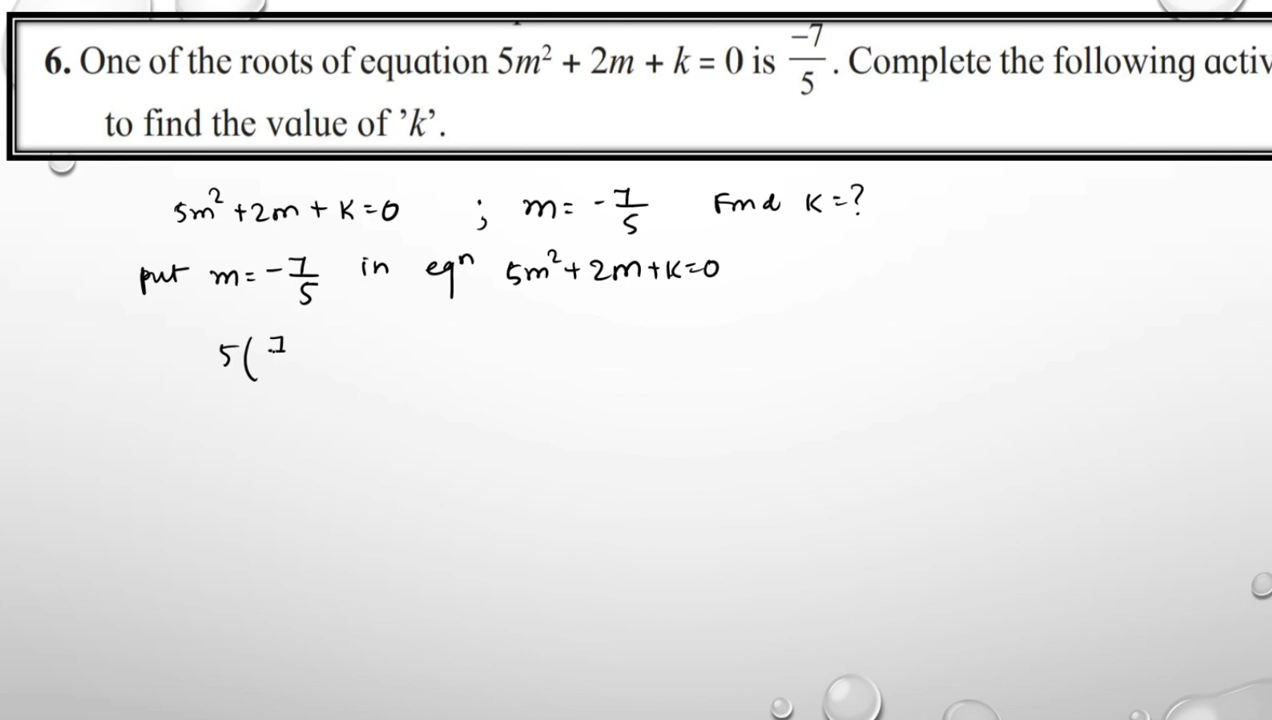 6. One of the roots of equation 5m² + 2m + k = 0 is -7/5. Complete the following activ
to find the value of ’k’.
5m² + 2m + k = 0 ; m = -7/5 Find k = ?
put m = -7/5 in eqⁿ 5m² + 2m + k = 0
5( 7